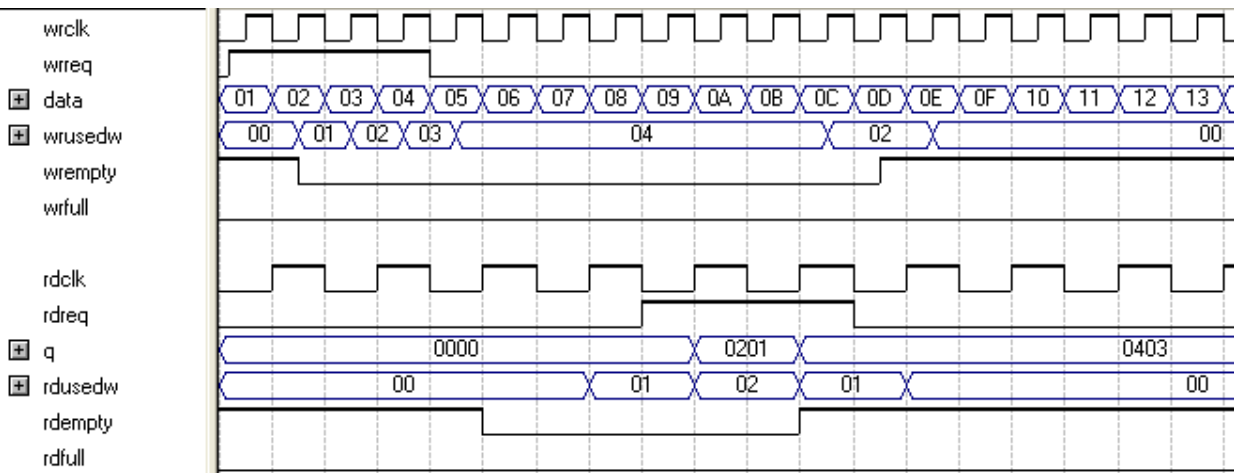 wrclk
wrreq
data 01 02 03 04 05 06 07 08 09 0A 0B 0C 0D 0E 0F 10 11 12 13
wrusedw 00 01 02 03 04 02 00
wrempty
wrfull
rdclk
rdreq
q 0000 0201 0403
rdusedw 00 01 02 01 00
rdempty
rdfull